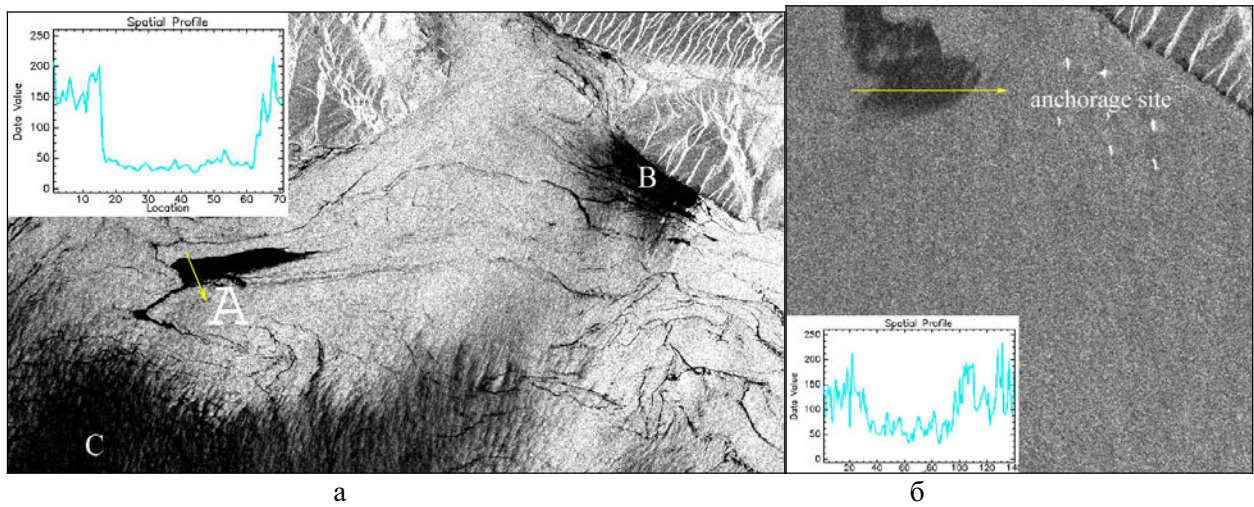 Spatial Profile
250
200
150
100
50
0
Data Value
10 20 30 40 50 60 70
Location
A
B
C
anchorage site
Spatial Profile
250
200
150
100
50
0
Data Value
20 40 60 80 100 120 140
а
б